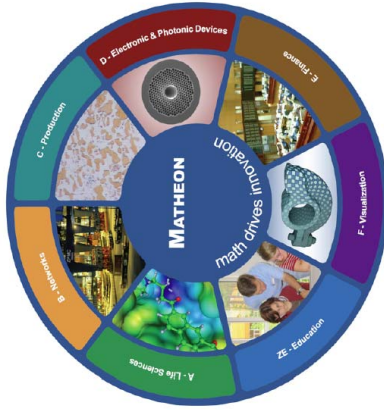 MATHEON
math drives innovation
A - Life Sciences
B - Networks
C - Production
D - Electronic & Photonic Devices
E - Finance
F - Visualization
ZE - Education